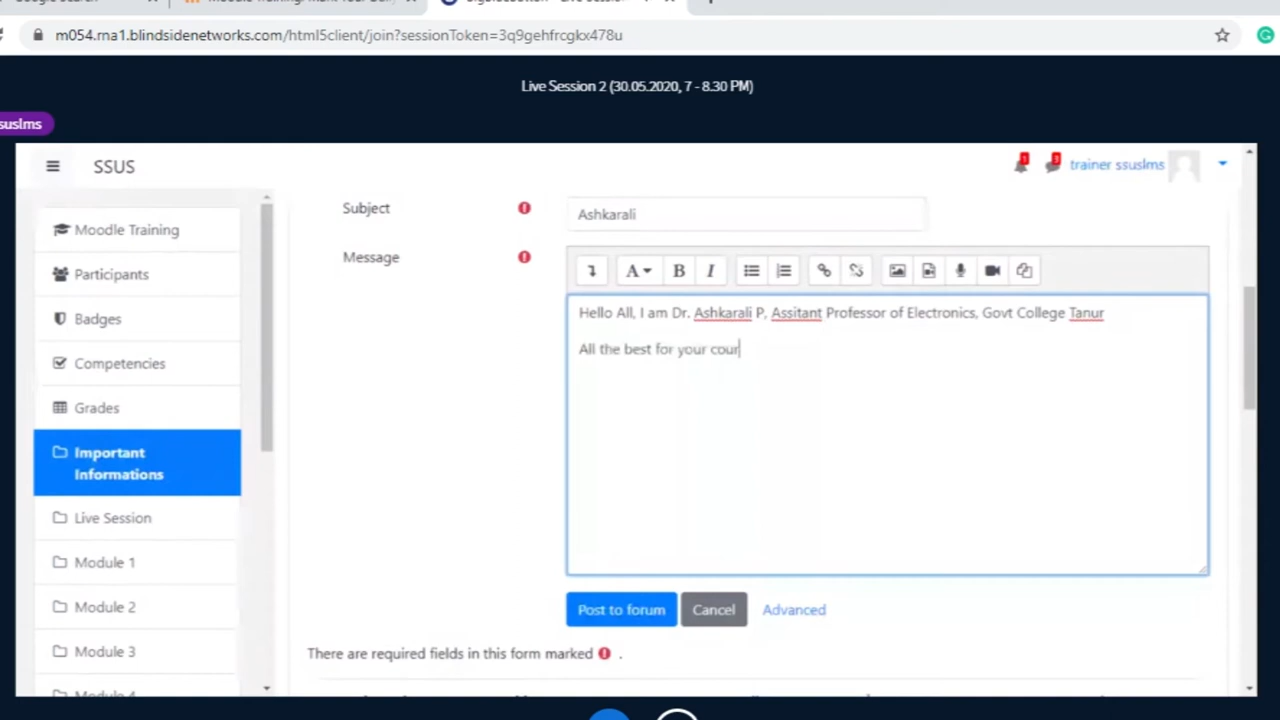 m054.rna1.blindsidenetworks.com/html5client/join?sessionToken=3q9gehfrcgkx478u
Live Session 2 (30.05.2020, 7 - 8.30 PM)
suslms
SSUS
trainer ssuslms
Moodle Training
Participants
Badges
Competencies
Grades
Important
Informations
Live Session
Module 1
Module 2
Module 3
Module 4
Subject
Ashkarali
Message
Hello All, I am Dr. Ashkarali P, Assitant Professor of Electronics, Govt College Tanur
All the best for your cour
Post to forum Cancel Advanced
There are required fields in this form marked .